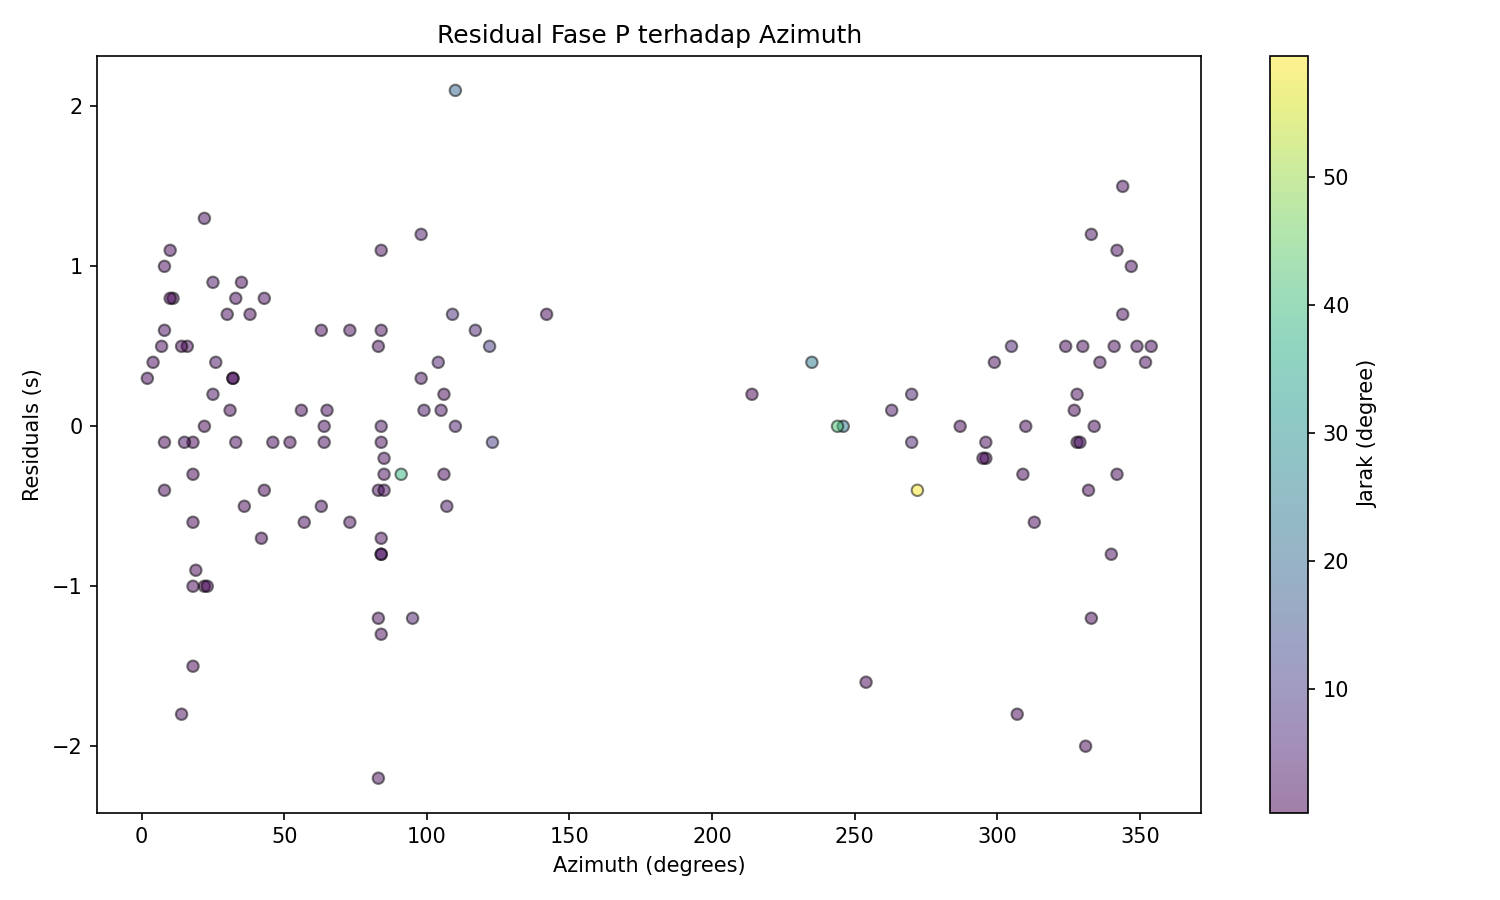 Residual Fase P terhadap Azimuth
Residuals (s)
2
1
0
−1
−2
0 50 100 150 200 250 300 350
Azimuth (degrees)
50
40
30
20
10
Jarak (degree)